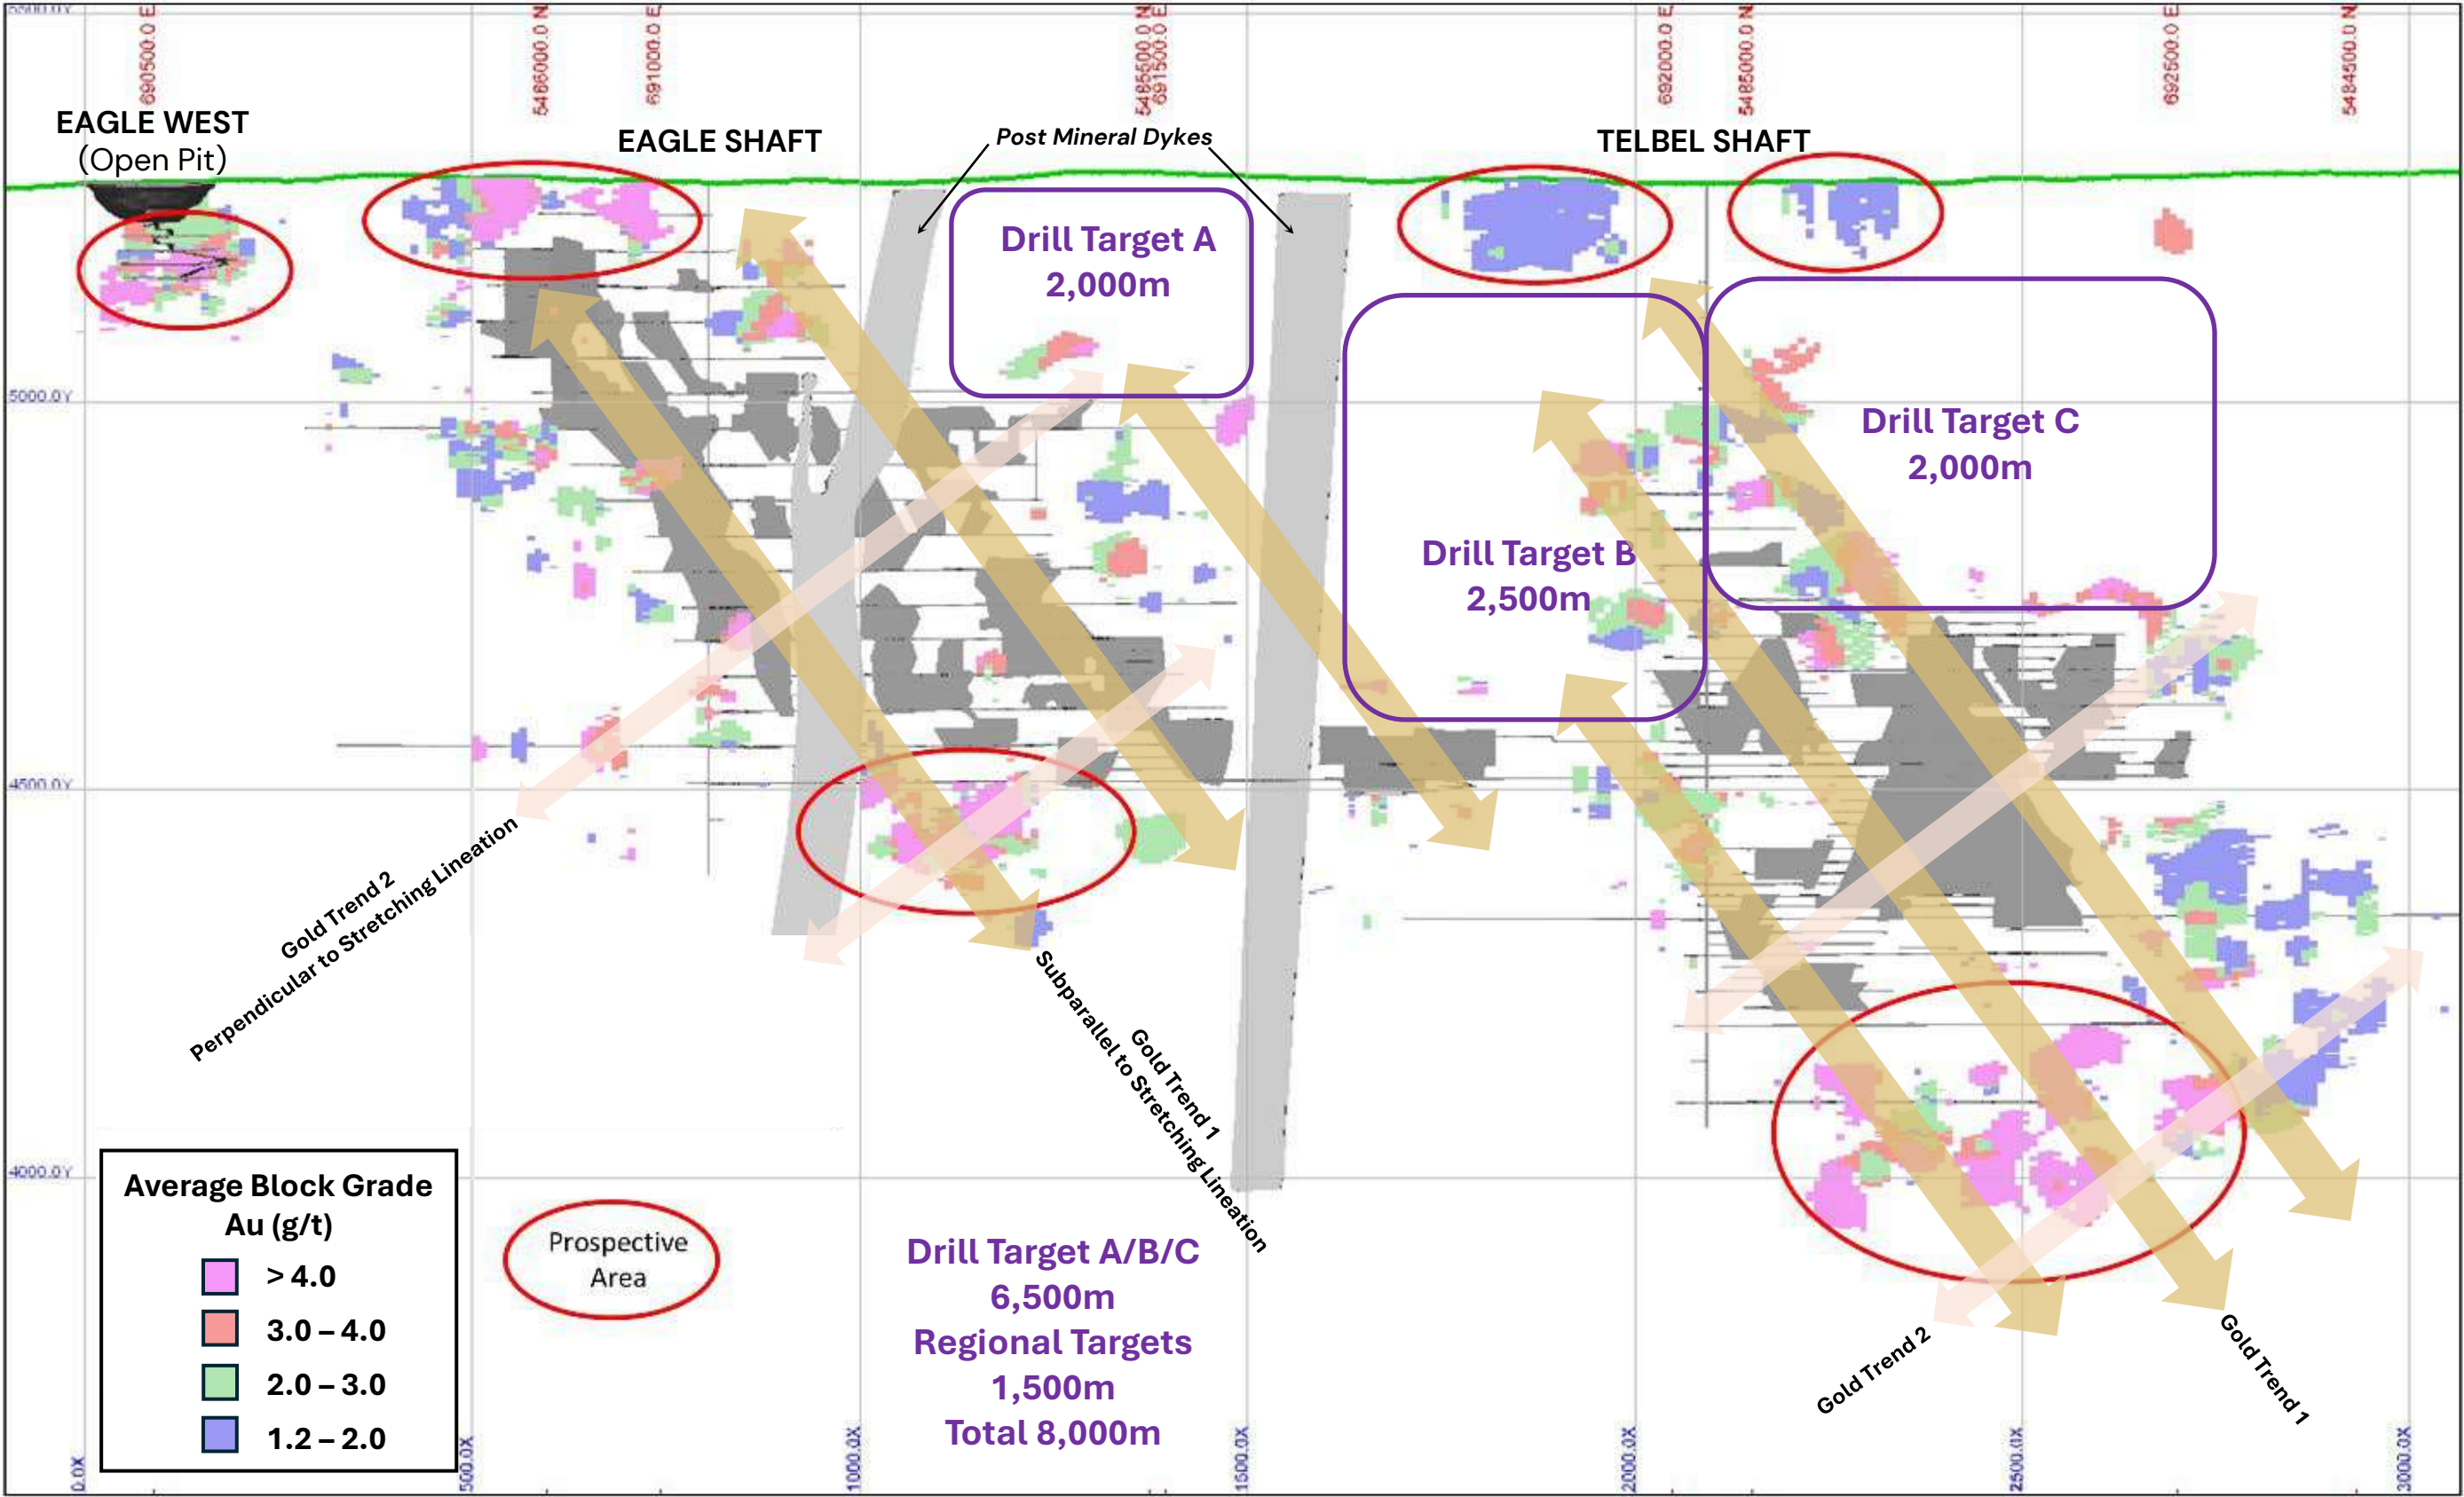 5500.0Y
690500.0 E
5486000.0 N
691000.0 E
5485500.0 N
691500.0 E
692000.0 E
5485000.0 N
692500.0 E
5484500.0 N
EAGLE WEST
(Open Pit)
EAGLE SHAFT
Post Mineral Dykes
TELBEL SHAFT
Drill Target A
2,000m
Drill Target B
2,500m
Drill Target C
2,000m
5000.0Y
4500.0Y
4000.0Y
Gold Trend 2
Perpendicular to Stretching Lineation
Gold Trend 1
Subparallel to Stretching Lineation
Gold Trend 2
Gold Trend 1
Average Block Grade
Au (g/t)
> 4.0
3.0 – 4.0
2.0 – 3.0
1.2 – 2.0
Prospective
Area
Drill Target A/B/C
6,500m
Regional Targets
1,500m
Total 8,000m
0.0X
500.0X
1000.0X
1500.0X
2000.0X
2500.0X
3000.0X